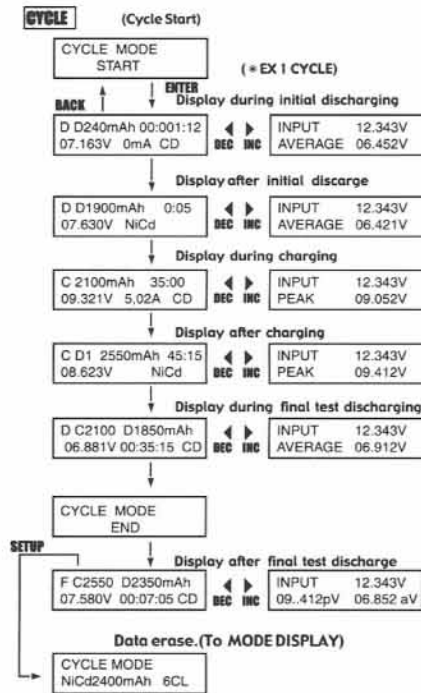 CYCLE (Cycle Start)
CYCLE MODE
START
(*EX 1 CYCLE)
BACK ENTER
Display during initial discharging
D D240mAh 00:001:12
07.163V 0mA CD
DEC INC
INPUT 12.343V
AVERAGE 06.452V
Display after initial discarge
D D1900mAh 0:05
07.630V NiCd
DEC INC
INPUT 12.343V
AVERAGE 06.421V
Display during charging
C 2100mAh 35:00
09.321V 5,02A CD
DEC INC
INPUT 12.343V
PEAK 09.052V
Display after charging
C D1 2550mAh 45:15
08.623V NiCd
DEC INC
INPUT 12.343V
PEAK 09.412V
Display during final test discharging
D C2100 D1850mAh
06.881V 00:35:15 CD
DEC INC
INPUT 12.343V
AVERAGE 06.912V
CYCLE MODE
END
SETUP
Display after final test discharge
F C2550 D2350mAh
07.580V 00:07:05 CD
DEC INC
INPUT 12.343V
09..412pV 06.852 aV
Data erase.(To MODE DISPLAY)
CYCLE MODE
NiCd2400mAh 6CL